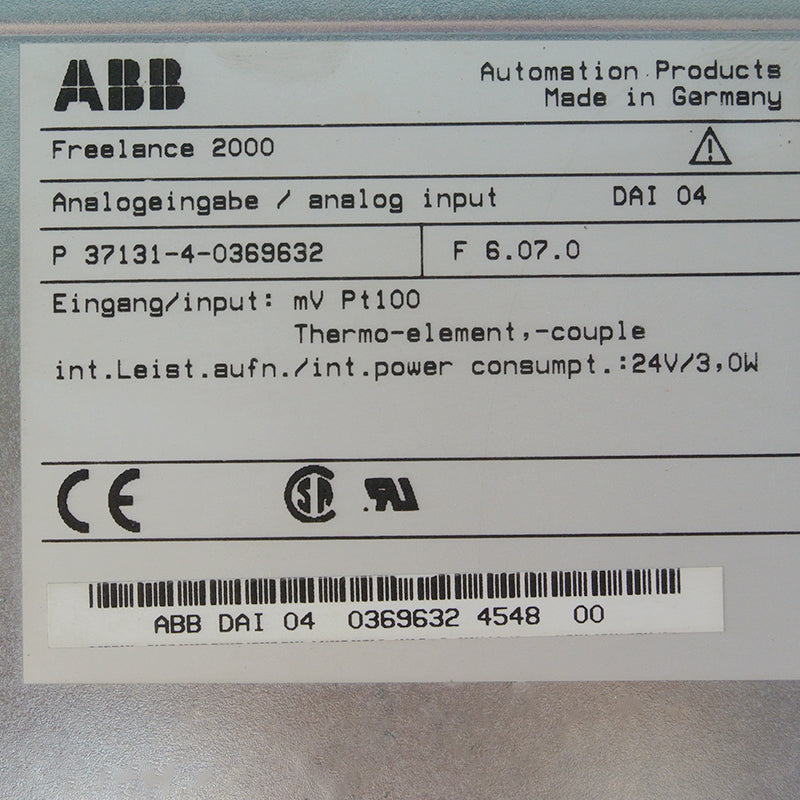 ABB
Automation Products
Made in Germany
Freelance 2000
Analogeingabe / analog input DAI 04
P 37131-4-0369632 F 6.07.0
Eingang/input: mV Pt100
Thermo-element,-couple
int.Leist.aufn./int.power consumpt.:24V/3,0W
CE SA RU
ABB DAI 04 0369632 4548 00